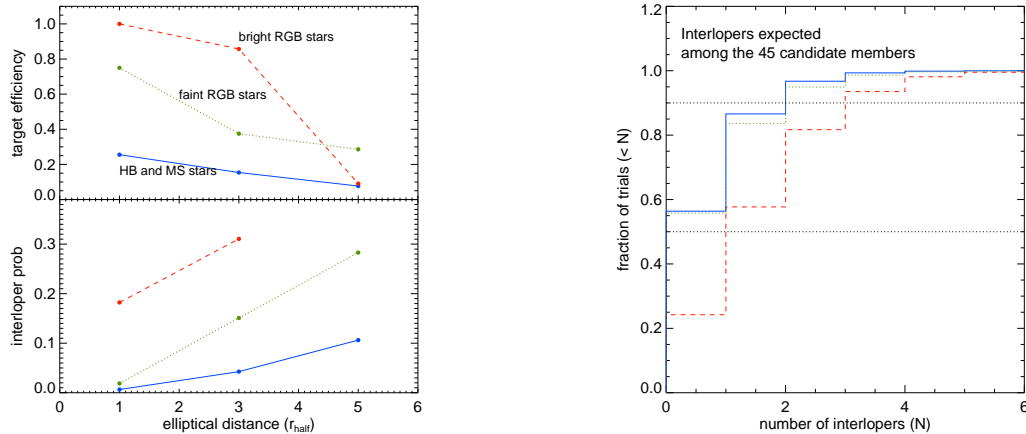 1.0
0.8
0.6
0.4
0.2
0.0
target efficiency
bright RGB stars
faint RGB stars
HB and MS stars
0.3
0.2
0.1
0.0
interloper prob
0 1 2 3 4 5 6
elliptical distance (rhalf)
Interlopers expected
among the 45 candidate members
1.0
0.8
0.6
0.4
0.2
0.0
fraction of trials (< N)
0 2 4 6
number of interlopers (N)